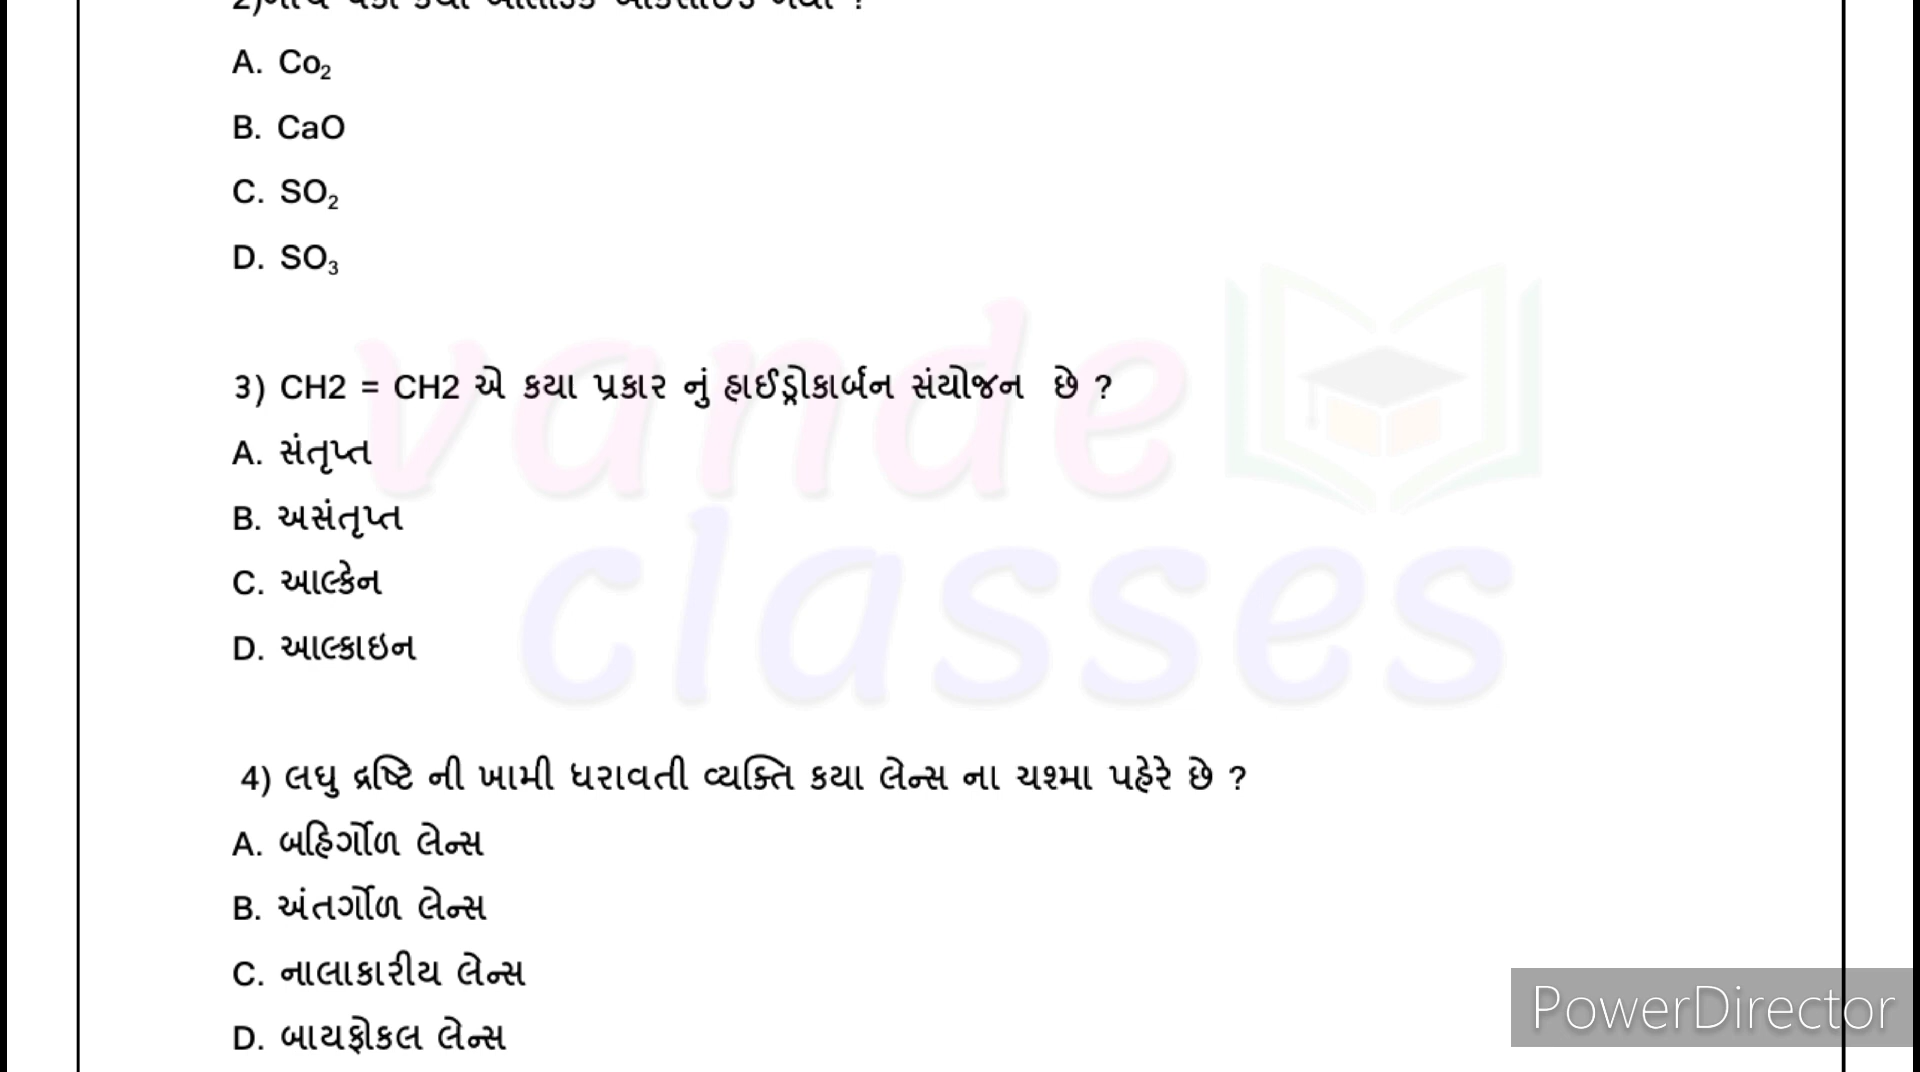 A. Co₂
B. CaO
C. SO₂
D. SO₃
3) CH2 = CH2 એ કયા પ્રકાર નું હાઈડ્રોકાર્બન સંયોજન છે ?
A. સંતૃપ્ત
B. અસંતૃપ્ત
C. આલ્કેન
D. આલ્કાઇન
vande
classes
4) લઘુ દ્રષ્ટિ ની ખામી ધરાવતી વ્યક્તિ કયા લેન્સ ના ચશ્મા પહેરે છે ?
A. બહિર્ગોળ લેન્સ
B. અંતર્ગોળ લેન્સ
C. નાલાકારીય લેન્સ
D. બાયફોકલ લેન્સ
PowerDirector